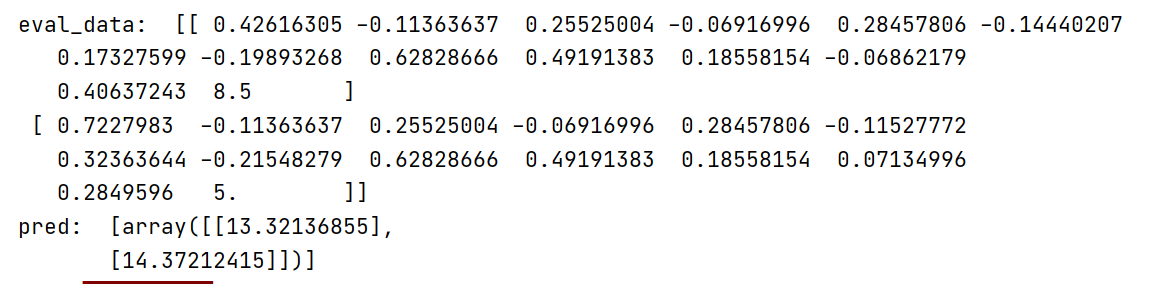 eval_data:  [[ 0.42616305 -0.11363637  0.25525004 -0.06916996  0.28457806 -0.14440207
   0.17327599 -0.19893268  0.62828666  0.49191383  0.18558154 -0.06862179
   0.40637243  8.5       ]
 [ 0.7227983  -0.11363637  0.25525004 -0.06916996  0.28457806 -0.11527772
   0.32363644 -0.21548279  0.62828666  0.49191383  0.18558154  0.07134996
   0.2849596   5.        ]]
pred:  [array([[13.32136855],
       [14.37212415]])]